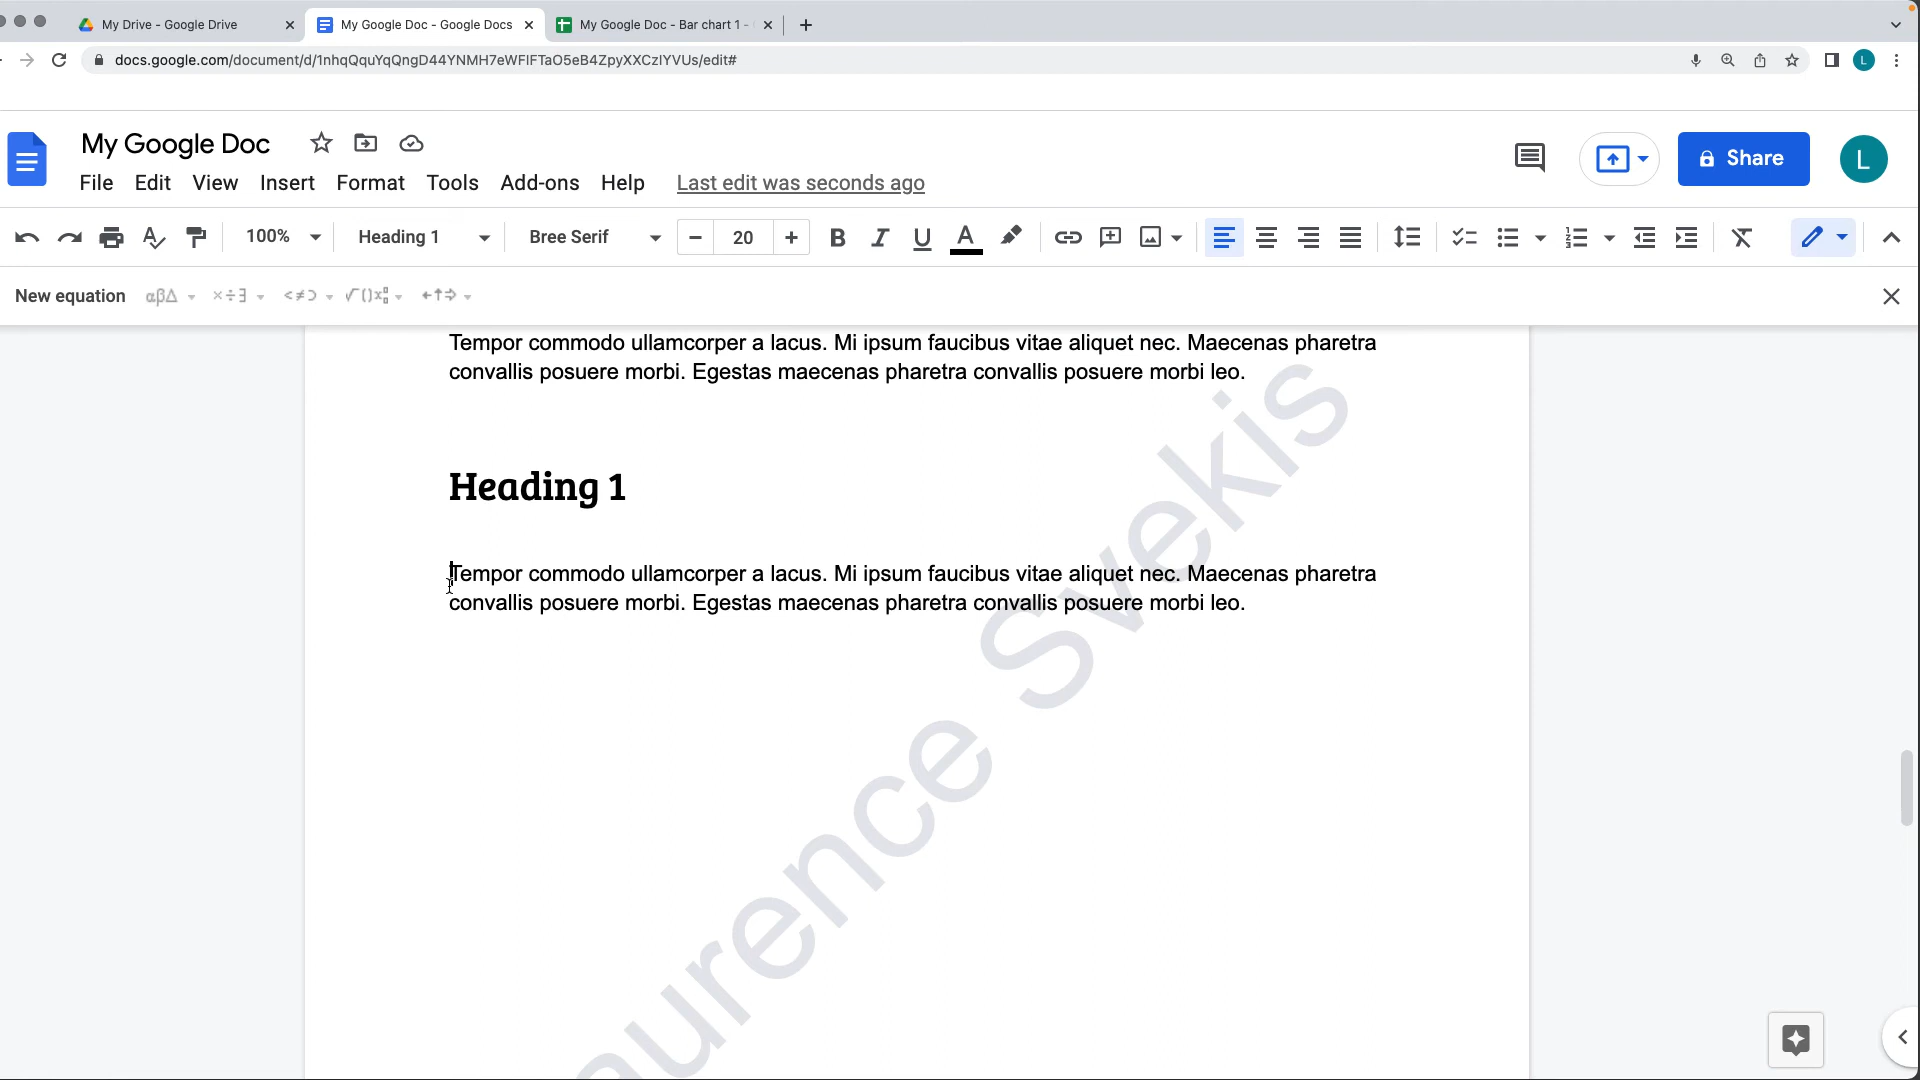 My Drive - Google Drive
My Google Doc - Google Docs
My Google Doc - Bar chart 1 -
docs.google.com/document/d/1nhqQquYqQngD44YNMH7eWFlFTaO5eB4ZpyXXCzlYVUs/edit#
L
My Google Doc
File Edit View Insert Format Tools Add-ons Help Last edit was seconds ago
Share
L
100% Heading 1 Bree Serif 20 B I U A
New equation αβΔ ×÷∃ <≠⊃ √()x ←↑⇒
Tempor commodo ullamcorper a lacus. Mi ipsum faucibus vitae aliquet nec. Maecenas pharetra
convallis posuere morbi. Egestas maecenas pharetra convallis posuere morbi leo.
Heading 1
Tempor commodo ullamcorper a lacus. Mi ipsum faucibus vitae aliquet nec. Maecenas pharetra
convallis posuere morbi. Egestas maecenas pharetra convallis posuere morbi leo.
aurence Svekis